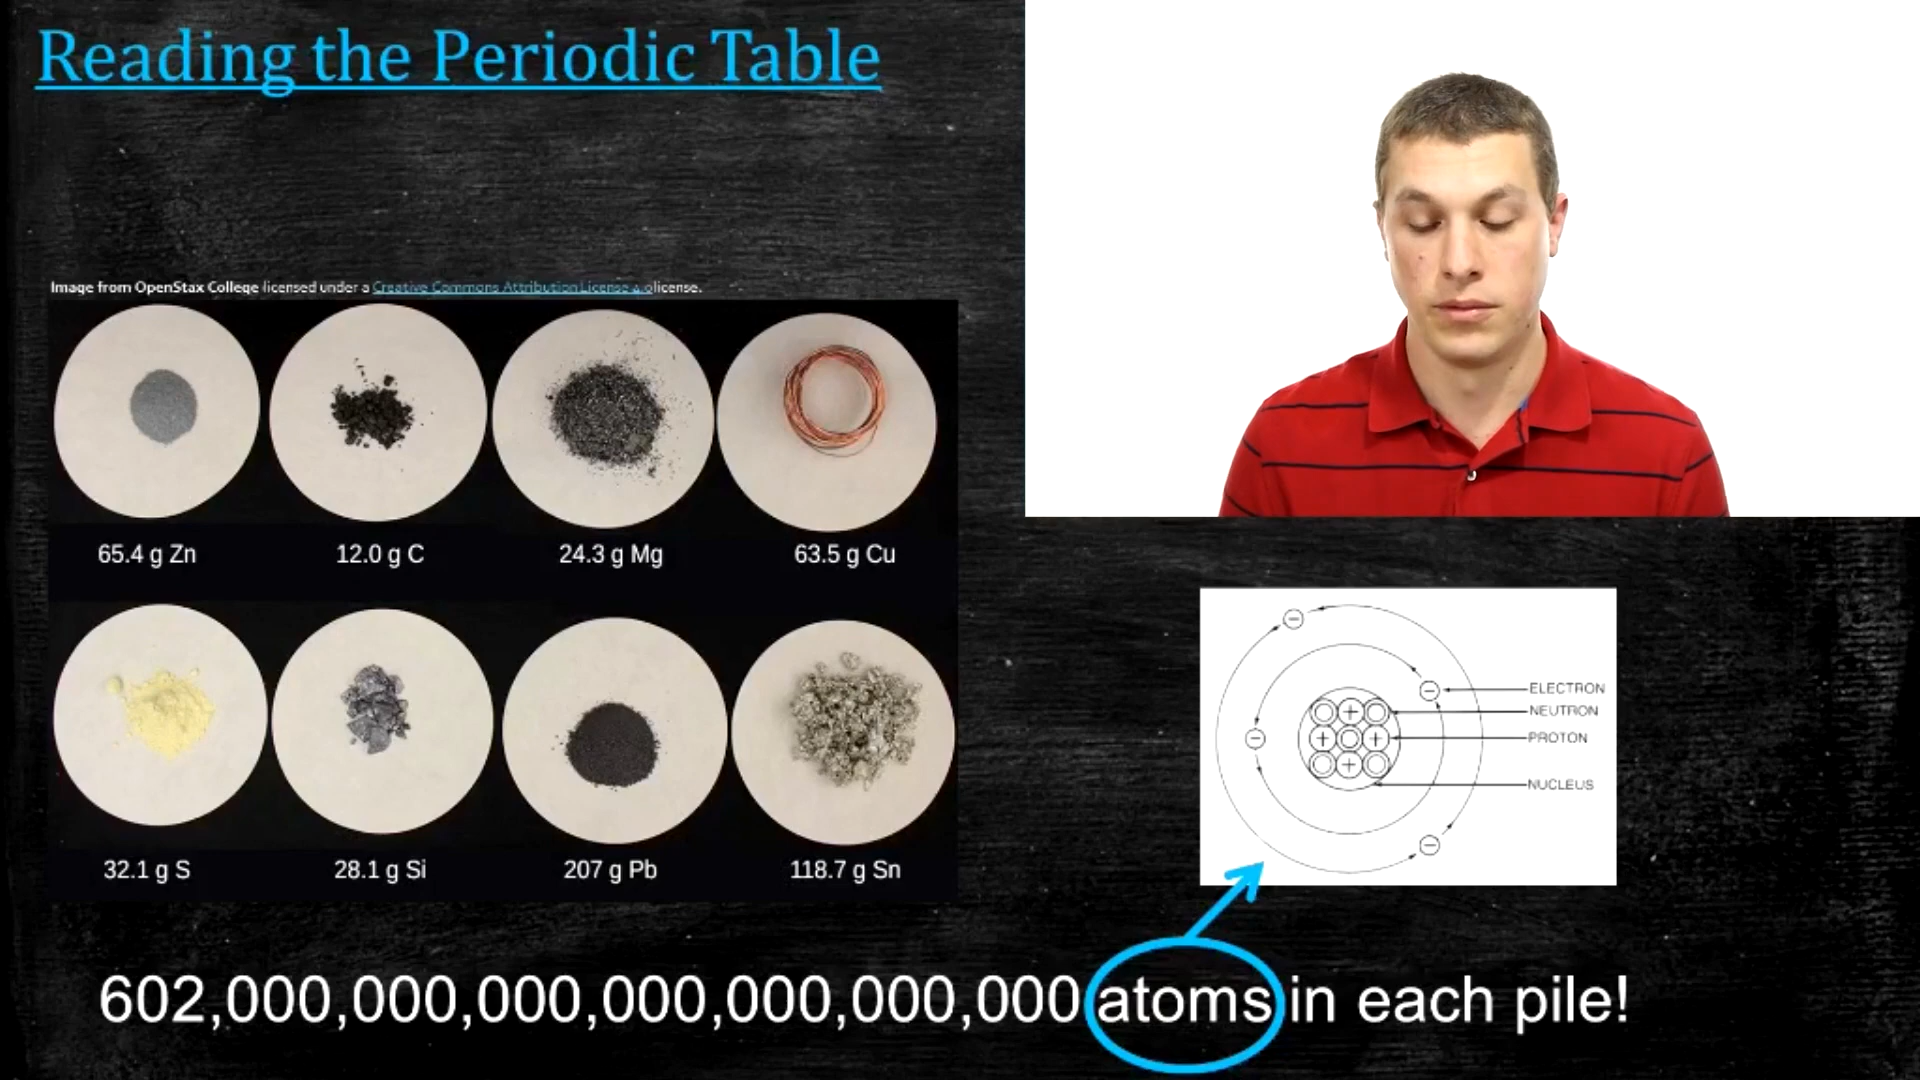 Reading the Periodic Table
Image from OpenStax College licensed under a Creative Commons Attribution License license.
65.4 g Zn
12.0 g C
24.3 g Mg
63.5 g Cu
32.1 g S
28.1 g Si
207 g Pb
118.7 g Sn
ELECTRON
NEUTRON
PROTON
NUCLEUS
602,000,000,000,000,000,000,000 atoms in each pile!